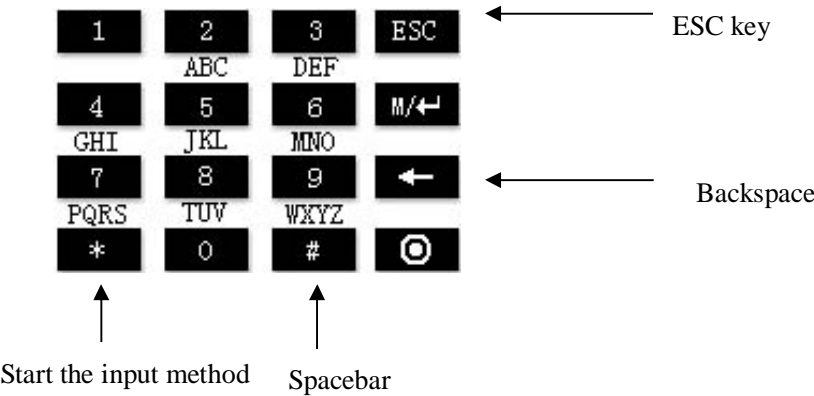 1 2 3 ESC ESC key
ABC DEF
4 5 6 M/↵
GHI JKL MNO
7 8 9 ← Backspace
PQRS TUV WXYZ
* 0 #
Start the input method Spacebar